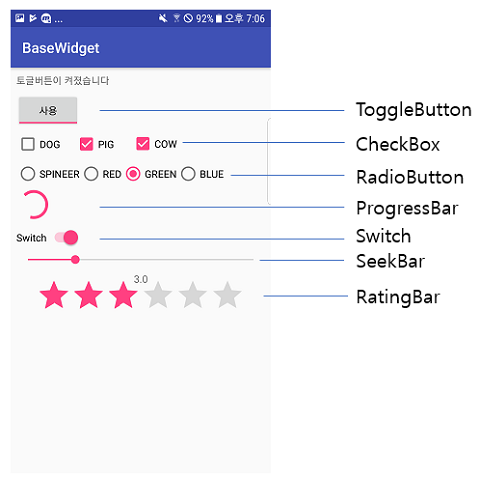 ... 92% 오후 7:06
BaseWidget
토글버튼이 켜졌습니다
사용
ToggleButton
DOG PIG COW
CheckBox
SPINEER RED GREEN BLUE
RadioButton
ProgressBar
Switch
Switch
SeekBar
3.0
RatingBar